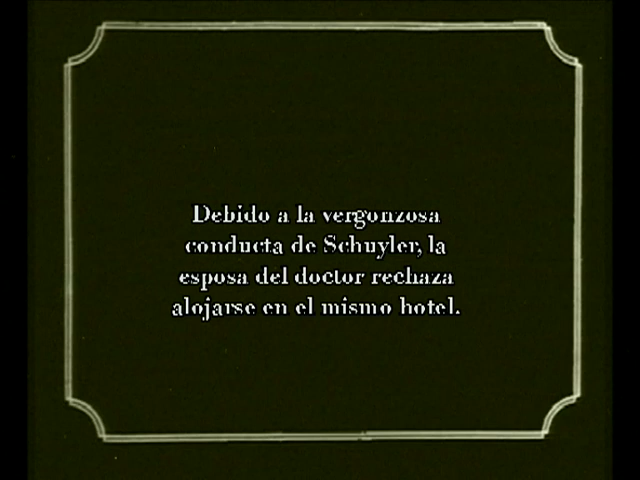 Debido a la vergonzosa
conducta de Schuyler, la
esposa del doctor rechaza
alojarse en el mismo hotel.